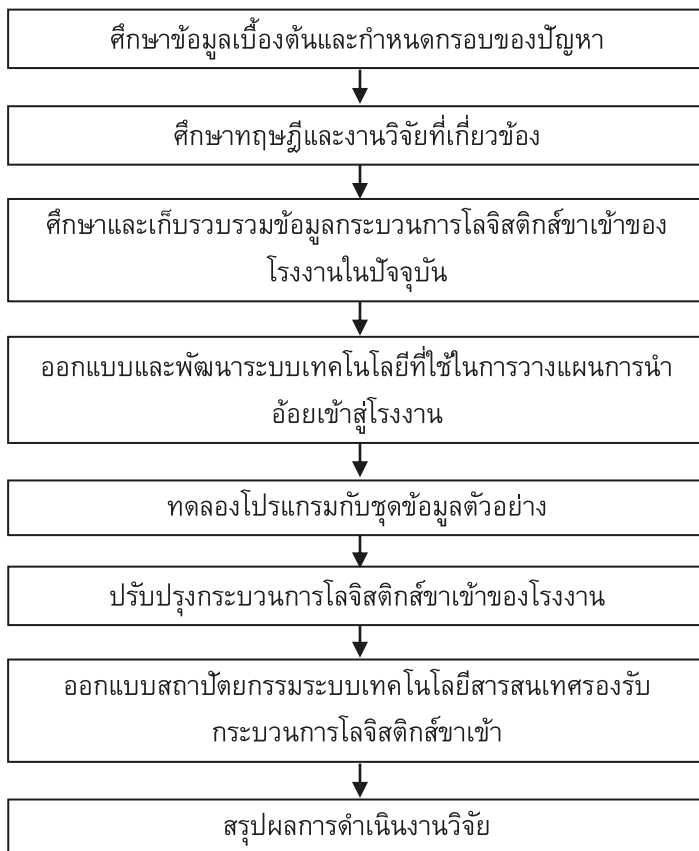 ศึกษาข้อมูลเบื้องต้นและกำหนดกรอบของปัญหา
ศึกษาทฤษฎีและงานวิจัยที่เกี่ยวข้อง
ศึกษาและเก็บรวบรวมข้อมูลกระบวนการโลจิสติกส์ขาเข้าของ
โรงงานในปัจจุบัน
ออกแบบและพัฒนาระบบเทคโนโลยีที่ใช้ในการวางแผนการนำ
อ้อยเข้าสู่โรงงาน
ทดลองโปรแกรมกับชุดข้อมูลตัวอย่าง
ปรับปรุงกระบวนการโลจิสติกส์ขาเข้าของโรงงาน
ออกแบบสถาปัตยกรรมระบบเทคโนโลยีสารสนเทศรองรับ
กระบวนการโลจิสติกส์ขาเข้า
สรุปผลการดำเนินงานวิจัย